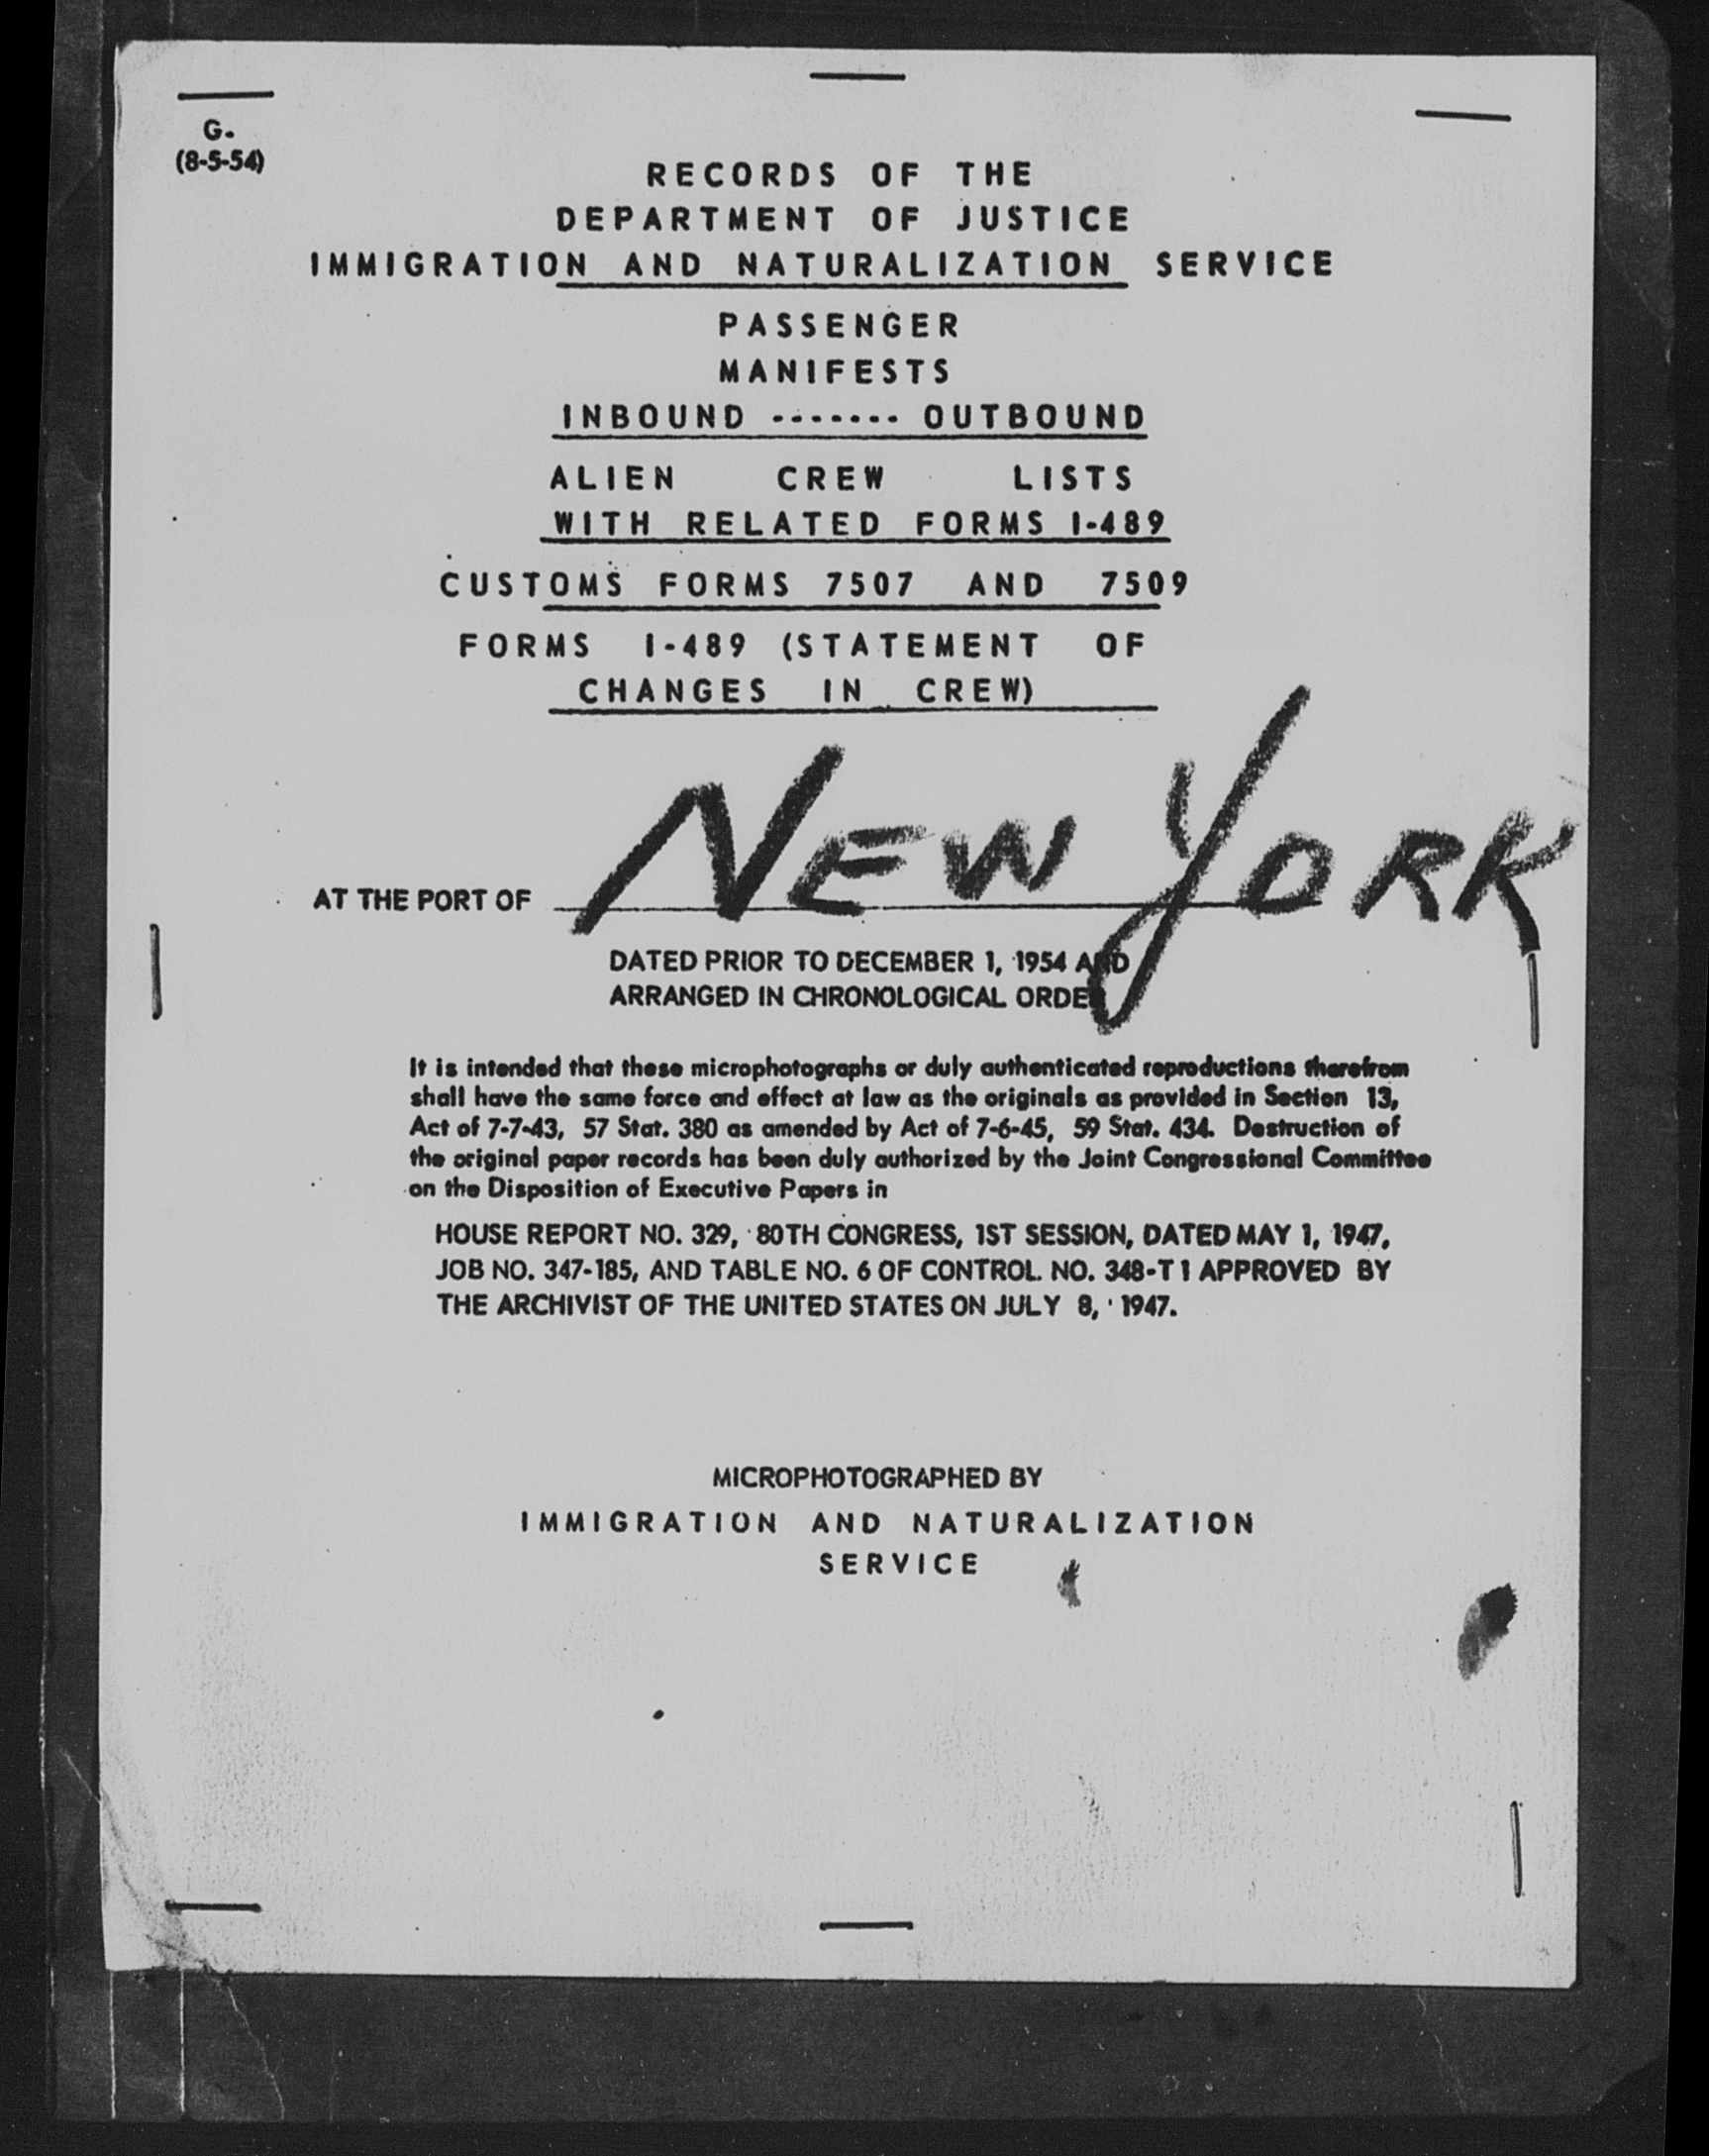 G.
(8-5-54)
RECORDS OF THE
DEPARTMENT OF JUSTICE
IMMIGRATION AND NATURALIZATION SERVICE
PASSENGER
MANIFESTS
INBOUND ------- OUTBOUND
ALIEN CREW LISTS
WITH RELATED FORMS I-489
CUSTOMS FORMS 7507 AND 7509
FORMS I-489 (STATEMENT OF
CHANGES IN CREW)
AT THE PORT OF NEW YORK
DATED PRIOR TO DECEMBER 1, 1954 AND
ARRANGED IN CHRONOLOGICAL ORDER
It is intended that these microphotographs or duly authenticated reproductions therefrom
shall have the same force and effect at law as the originals as provided in Section 13,
Act of 7-7-43, 57 Stat. 380 as amended by Act of 7-6-45, 59 Stat. 434. Destruction of
the original paper records has been duly authorized by the Joint Congressional Committee
on the Disposition of Executive Papers in
HOUSE REPORT NO. 329, 80TH CONGRESS, 1ST SESSION, DATED MAY 1, 1947,
JOB NO. 347-185, AND TABLE NO. 6 OF CONTROL NO. 348-T1 APPROVED BY
THE ARCHIVIST OF THE UNITED STATES ON JULY 8, 1947.
MICROPHOTOGRAPHED BY
IMMIGRATION AND NATURALIZATION
SERVICE